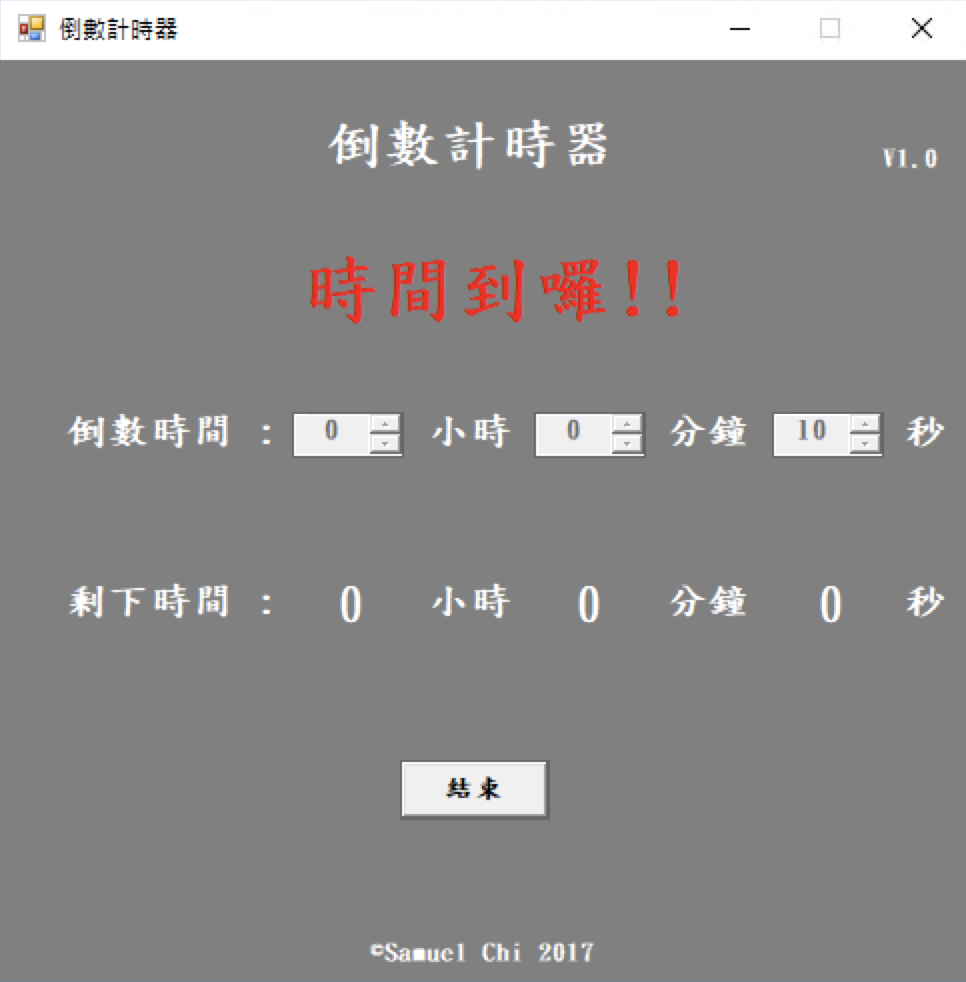 倒數計時器
倒數計時器
V1.0
時間到囉!!
倒數時間 : 0 小時 0 分鐘 10 秒
剩下時間 : 0 小時 0 分鐘 0 秒
結束
©Samuel Chi 2017